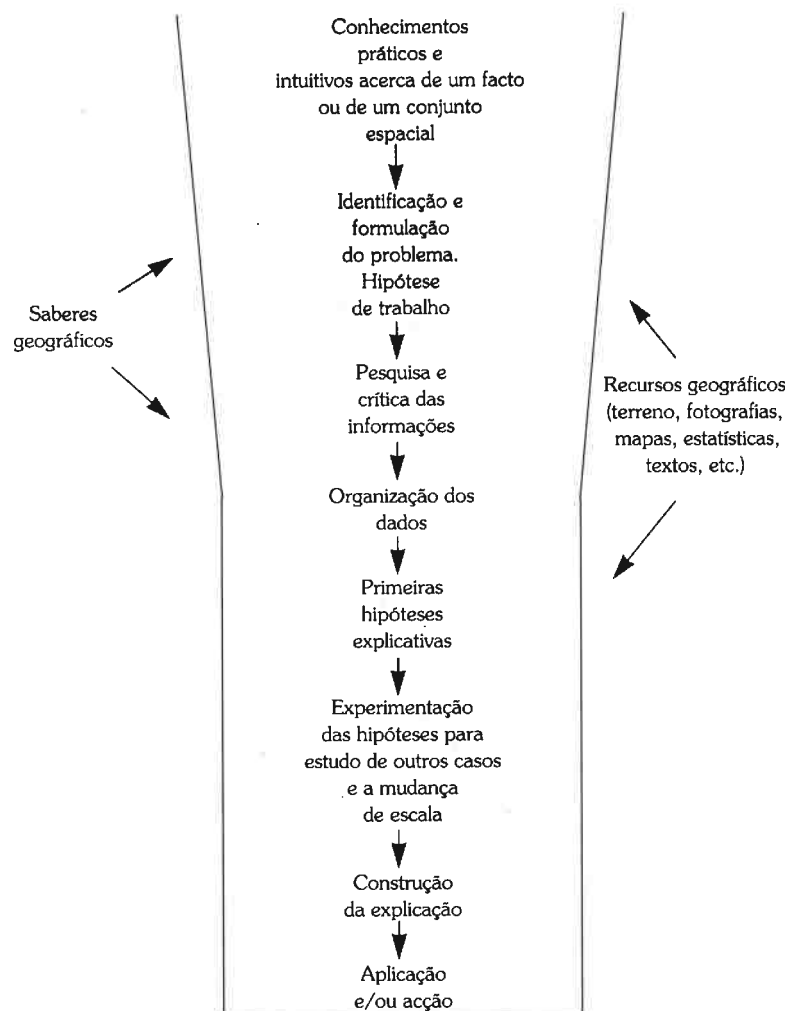 Conhecimentos
práticos e
intuitivos acerca de um facto
ou de um conjunto
espacial
Identificação e
formulação
do problema.
Hipótese
de trabalho
Saberes
geográficos
Pesquisa e
crítica das
informações
Recursos geográficos
(terreno, fotografias,
mapas, estatísticas,
textos, etc.)
Organização dos
dados
Primeiras
hipóteses
explicativas
Experimentação
das hipóteses para
estudo de outros casos
e a mudança
de escala
Construção
da explicação
Aplicação
e/ou acção